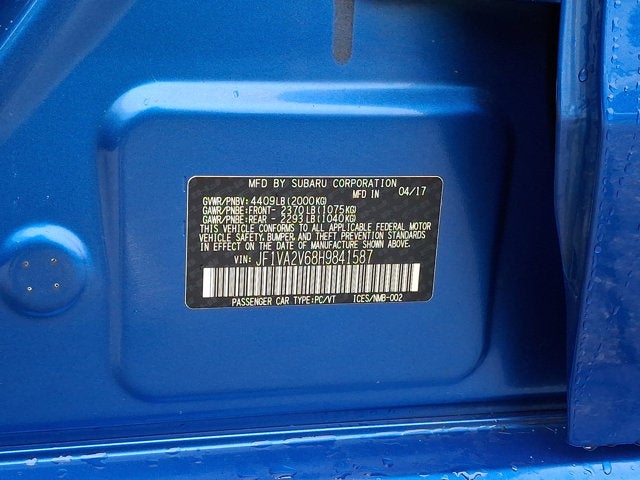 MFD BY SUBARU CORPORATION
MFD IN 04/17
GVWR/PNBV: 4409LB(2000KG)
GAWR/PNBE:FRONT- 2370LB(1075KG)
GAWR/PNBE:REAR - 2293LB(1040KG)
THIS VEHICLE CONFORMS TO ALL APPLICABLE FEDERAL MOTOR
VEHICLE SAFETY, BUMPER AND THEFT PREVENTION STANDARDS
IN EFFECT ON THE DATE OF MANUFACTURE SHOWN ABOVE.
VIN: JF1VA2V68H9841587
PASSENGER CAR TYPE:PC/VT ICES/NMB-002